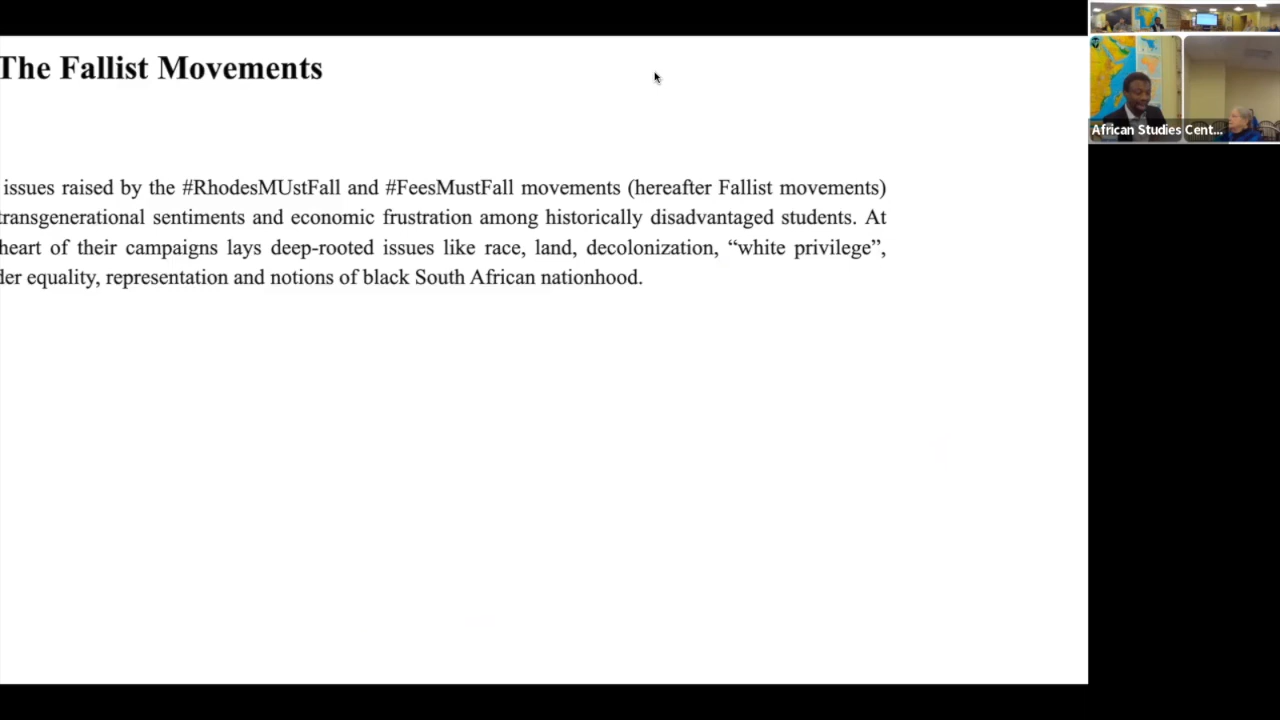 The Fallist Movements
issues raised by the #RhodesMUstFall and #FeesMustFall movements (hereafter Fallist movements)
transgenerational sentiments and economic frustration among historically disadvantaged students. At
heart of their campaigns lays deep-rooted issues like race, land, decolonization, “white privilege”,
der equality, representation and notions of black South African nationhood.
African Studies Cent...